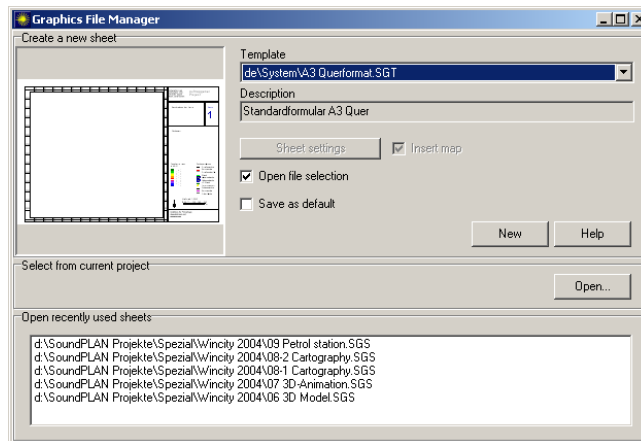 Graphics File Manager
Create a new sheet
Template
de\System\A3 Querformat.SGT
Description
Standardformular A3 Quer
Sheet settings
Insert map
Open file selection
Save as default
New
Help
Select from current project
Open...
Open recently used sheets
d:\SoundPLAN Projekte\Spezial\Wincity 2004\09 Petrol station.SGS
d:\SoundPLAN Projekte\Spezial\Wincity 2004\08-2 Cartography.SGS
d:\SoundPLAN Projekte\Spezial\Wincity 2004\08-1 Cartography.SGS
d:\SoundPLAN Projekte\Spezial\Wincity 2004\07 3D-Animation.SGS
d:\SoundPLAN Projekte\Spezial\Wincity 2004\06 3D Model.SGS
1